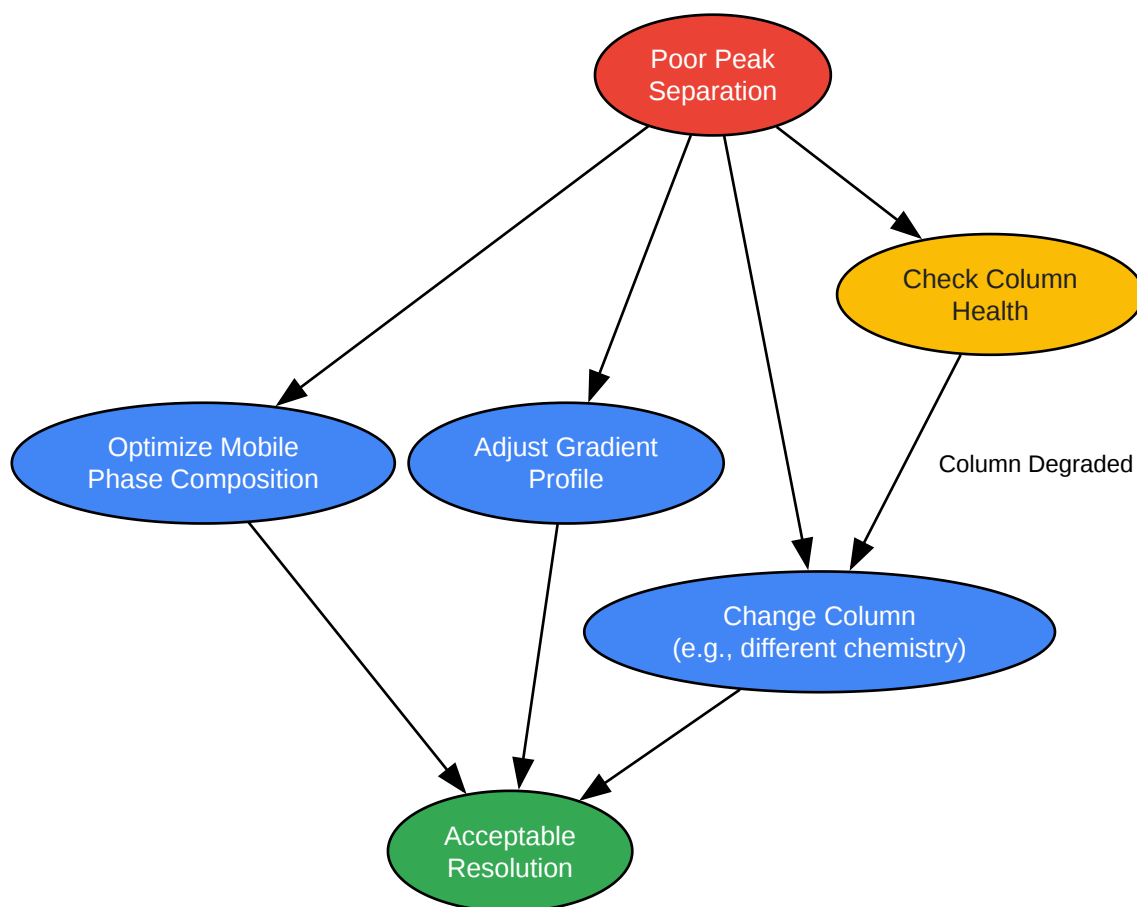 Poor Peak
Separation
Check Column
Health
Optimize Mobile
Phase Composition
Adjust Gradient
Profile
Column Degraded
Change Column
(e.g., different chemistry)
Acceptable
Resolution